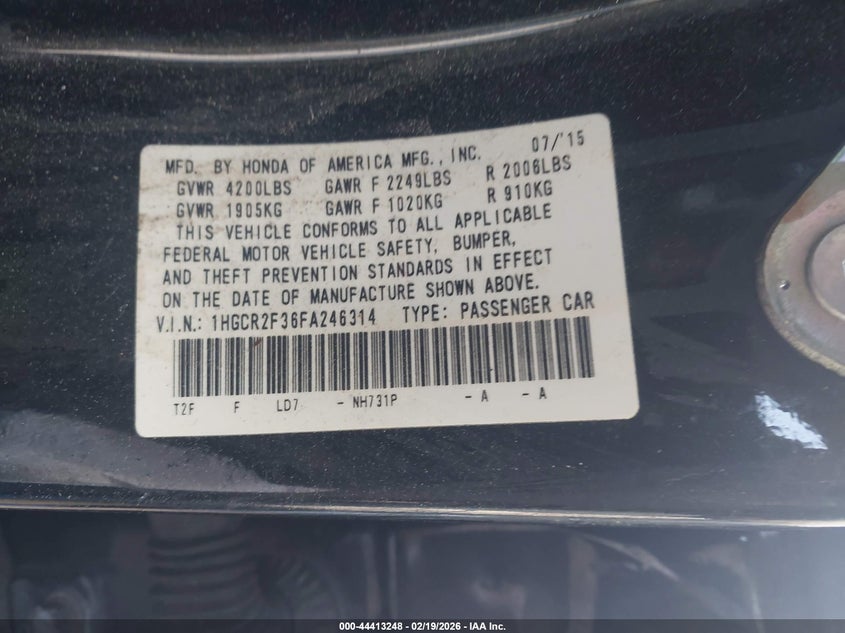 MFD. BY HONDA OF AMERICA MFG., INC. 07/'15
GVWR 4200LBS GAWR F 2249LBS R 2006LBS
GVWR 1905KG GAWR F 1020KG R 910KG
THIS VEHICLE CONFORMS TO ALL APPLICABLE
FEDERAL MOTOR VEHICLE SAFETY, BUMPER,
AND THEFT PREVENTION STANDARDS IN EFFECT
ON THE DATE OF MANUFACTURE SHOWN ABOVE.
V.I.N.: 1HGCR2F36FA246314 TYPE: PASSENGER CAR
T2F F LD7 - NH731P - A - A
000-44413248 - 02/19/2026 - IAA Inc.